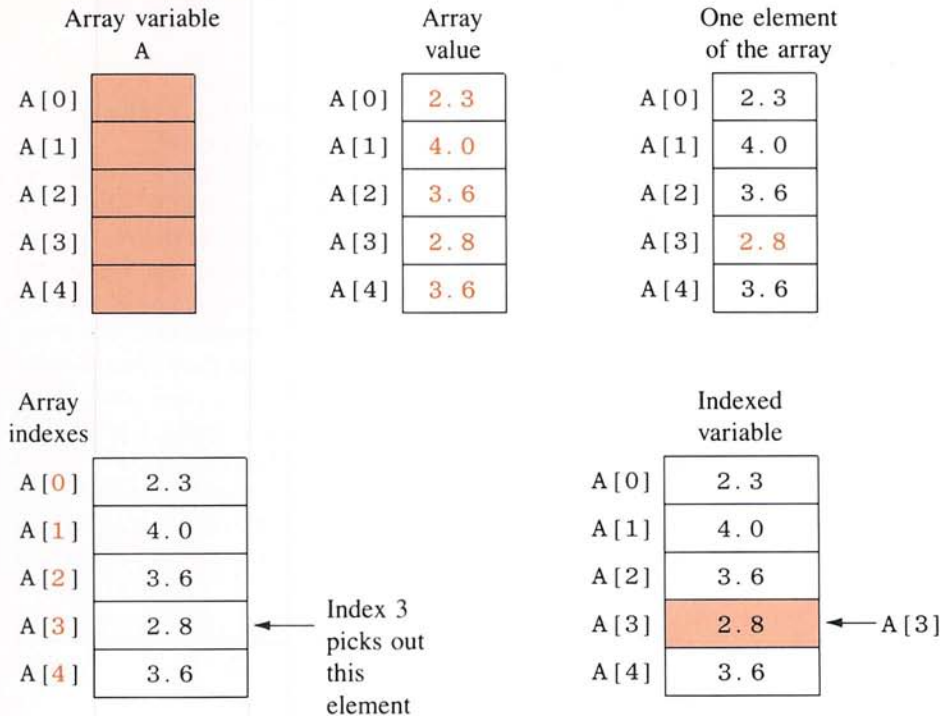 Array variable
A
A[0]
A[1]
A[2]
A[3]
A[4]
Array
value
A[0] 2.3
A[1] 4.0
A[2] 3.6
A[3] 2.8
A[4] 3.6
One element
of the array
A[0] 2.3
A[1] 4.0
A[2] 3.6
A[3] 2.8
A[4] 3.6
Array
indexes
A[0] 2.3
A[1] 4.0
A[2] 3.6
A[3] 2.8
A[4] 3.6
Index 3
picks out
this
element
Indexed
variable
A[0] 2.3
A[1] 4.0
A[2] 3.6
A[3] 2.8 A[3]
A[4] 3.6